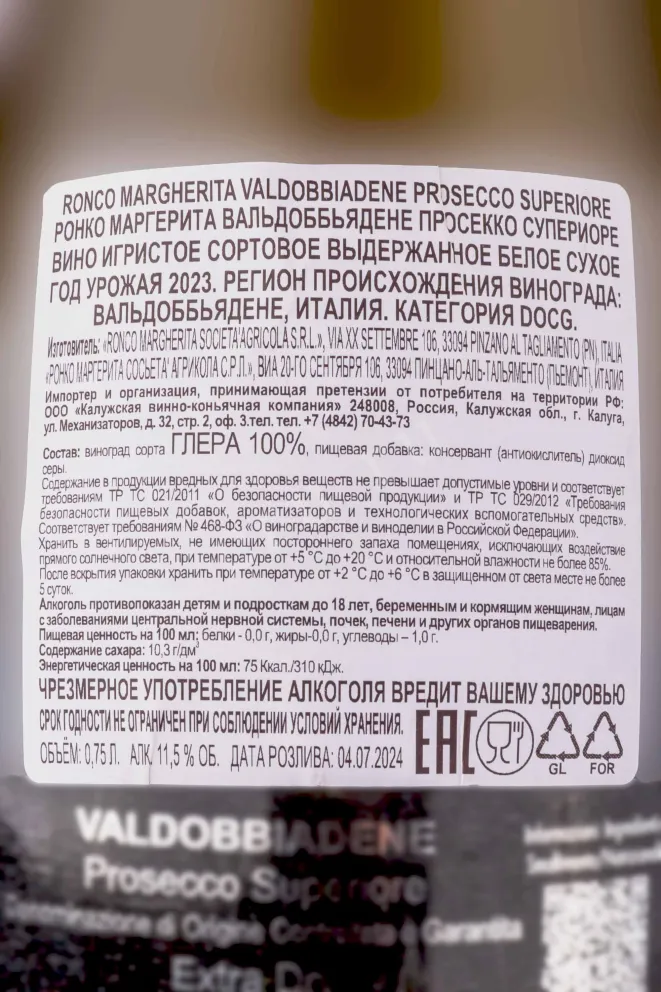 RONCO MARGHERITA VALDOBBIADENE PROSECCO SUPERIORE
РОНКО МАРГЕРИТА ВАЛЬДОББЬЯДЕНЕ ПРОСЕККО СУПЕРИОРЕ
ВИНО ИГРИСТОЕ СОРТОВОЕ ВЫДЕРЖАННОЕ БЕЛОЕ СУХОЕ
ГОД УРОЖАЯ 2023. РЕГИОН ПРОИСХОЖДЕНИЯ ВИНОГРАДА:
ВАЛЬДОББЬЯДЕНЕ, ИТАЛИЯ. КАТЕГОРИЯ DOCG.
Изготовитель: «RONCO MARGHERITA SOCIETA'AGRICOLA S.R.L.», VIA XX SETTEMBRE 106, 33094 PINZANO AL TAGLIAMENTO (PN), ITALIA
«РОНКО МАРГЕРИТА СОСЬЕТА' АГРИКОЛА С.Р.Л.», ВИА 20-ГО СЕНТЯБРЯ 106, 33094 ПИНЦАНО-АЛЬ-ТАЛЬЯМЕНТО (ПЬЕМОНТ), ИТАЛИЯ
Импортер и организация, принимающая претензии от потребителя на территории РФ:
ООО «Калужская винно-коньячная компания» 248008, Россия, Калужская обл., г. Калуга,
ул. Механизаторов, д. 32, стр. 2, оф. 3.тел. тел. +7 (4842) 70-43-73
Состав: виноград сорта ГЛЕРА 100%, пищевая добавка: консервант (антиокислитель) диоксид
серы.
Содержание в продукции вредных для здоровья веществ не превышает допустимые уровни и соответствует
требованиям ТР ТС 021/2011 «О безопасности пищевой продукции» и ТР ТС 029/2012 «Требования
безопасности пищевых добавок, ароматизаторов и технологических вспомогательных средств».
Соответствует требованиям № 468-ФЗ «О виноградарстве и виноделии в Российской Федерации».
Хранить в вентилируемых, не имеющих постороннего запаха помещениях, исключающих воздействие
прямого солнечного света, при температуре от +5 °C до +20 °C и относительной влажности не более 85%.
После вскрытия упаковки хранить при температуре от +2 °C до +6 °C в защищенном от света месте не более
5 суток.
Алкоголь противопоказан детям и подросткам до 18 лет, беременным и кормящим женщинам, лицам
с заболеваниями центральной нервной системы, почек, печени и других органов пищеварения.
Пищевая ценность на 100 мл: белки - 0,0 г, жиры-0,0 г, углеводы – 1,0 г.
Содержание сахара: 10,3 г/дм³
Энергетическая ценность на 100 мл: 75 Ккал./310 кДж.
ЧРЕЗМЕРНОЕ УПОТРЕБЛЕНИЕ АЛКОГОЛЯ ВРЕДИТ ВАШЕМУ ЗДОРОВЬЮ
СРОК ГОДНОСТИ НЕ ОГРАНИЧЕН ПРИ СОБЛЮДЕНИИ УСЛОВИЙ ХРАНЕНИЯ.
ОБЪЁМ: 0,75 Л. АЛК. 11,5 % ОБ. ДАТА РОЗЛИВА: 04.07.2024
EAC
GL FOR
VALDOBBIADENE
Prosecco Superiore
Denominazione di Origine Controllata e Garantita
Extra